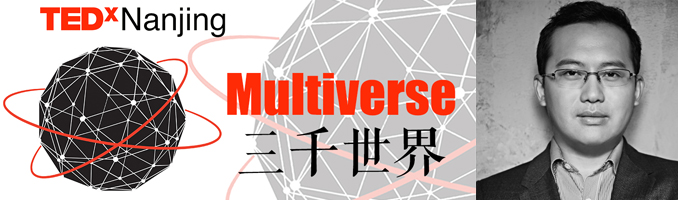 TEDxNanjing
Multiverse
三千世界